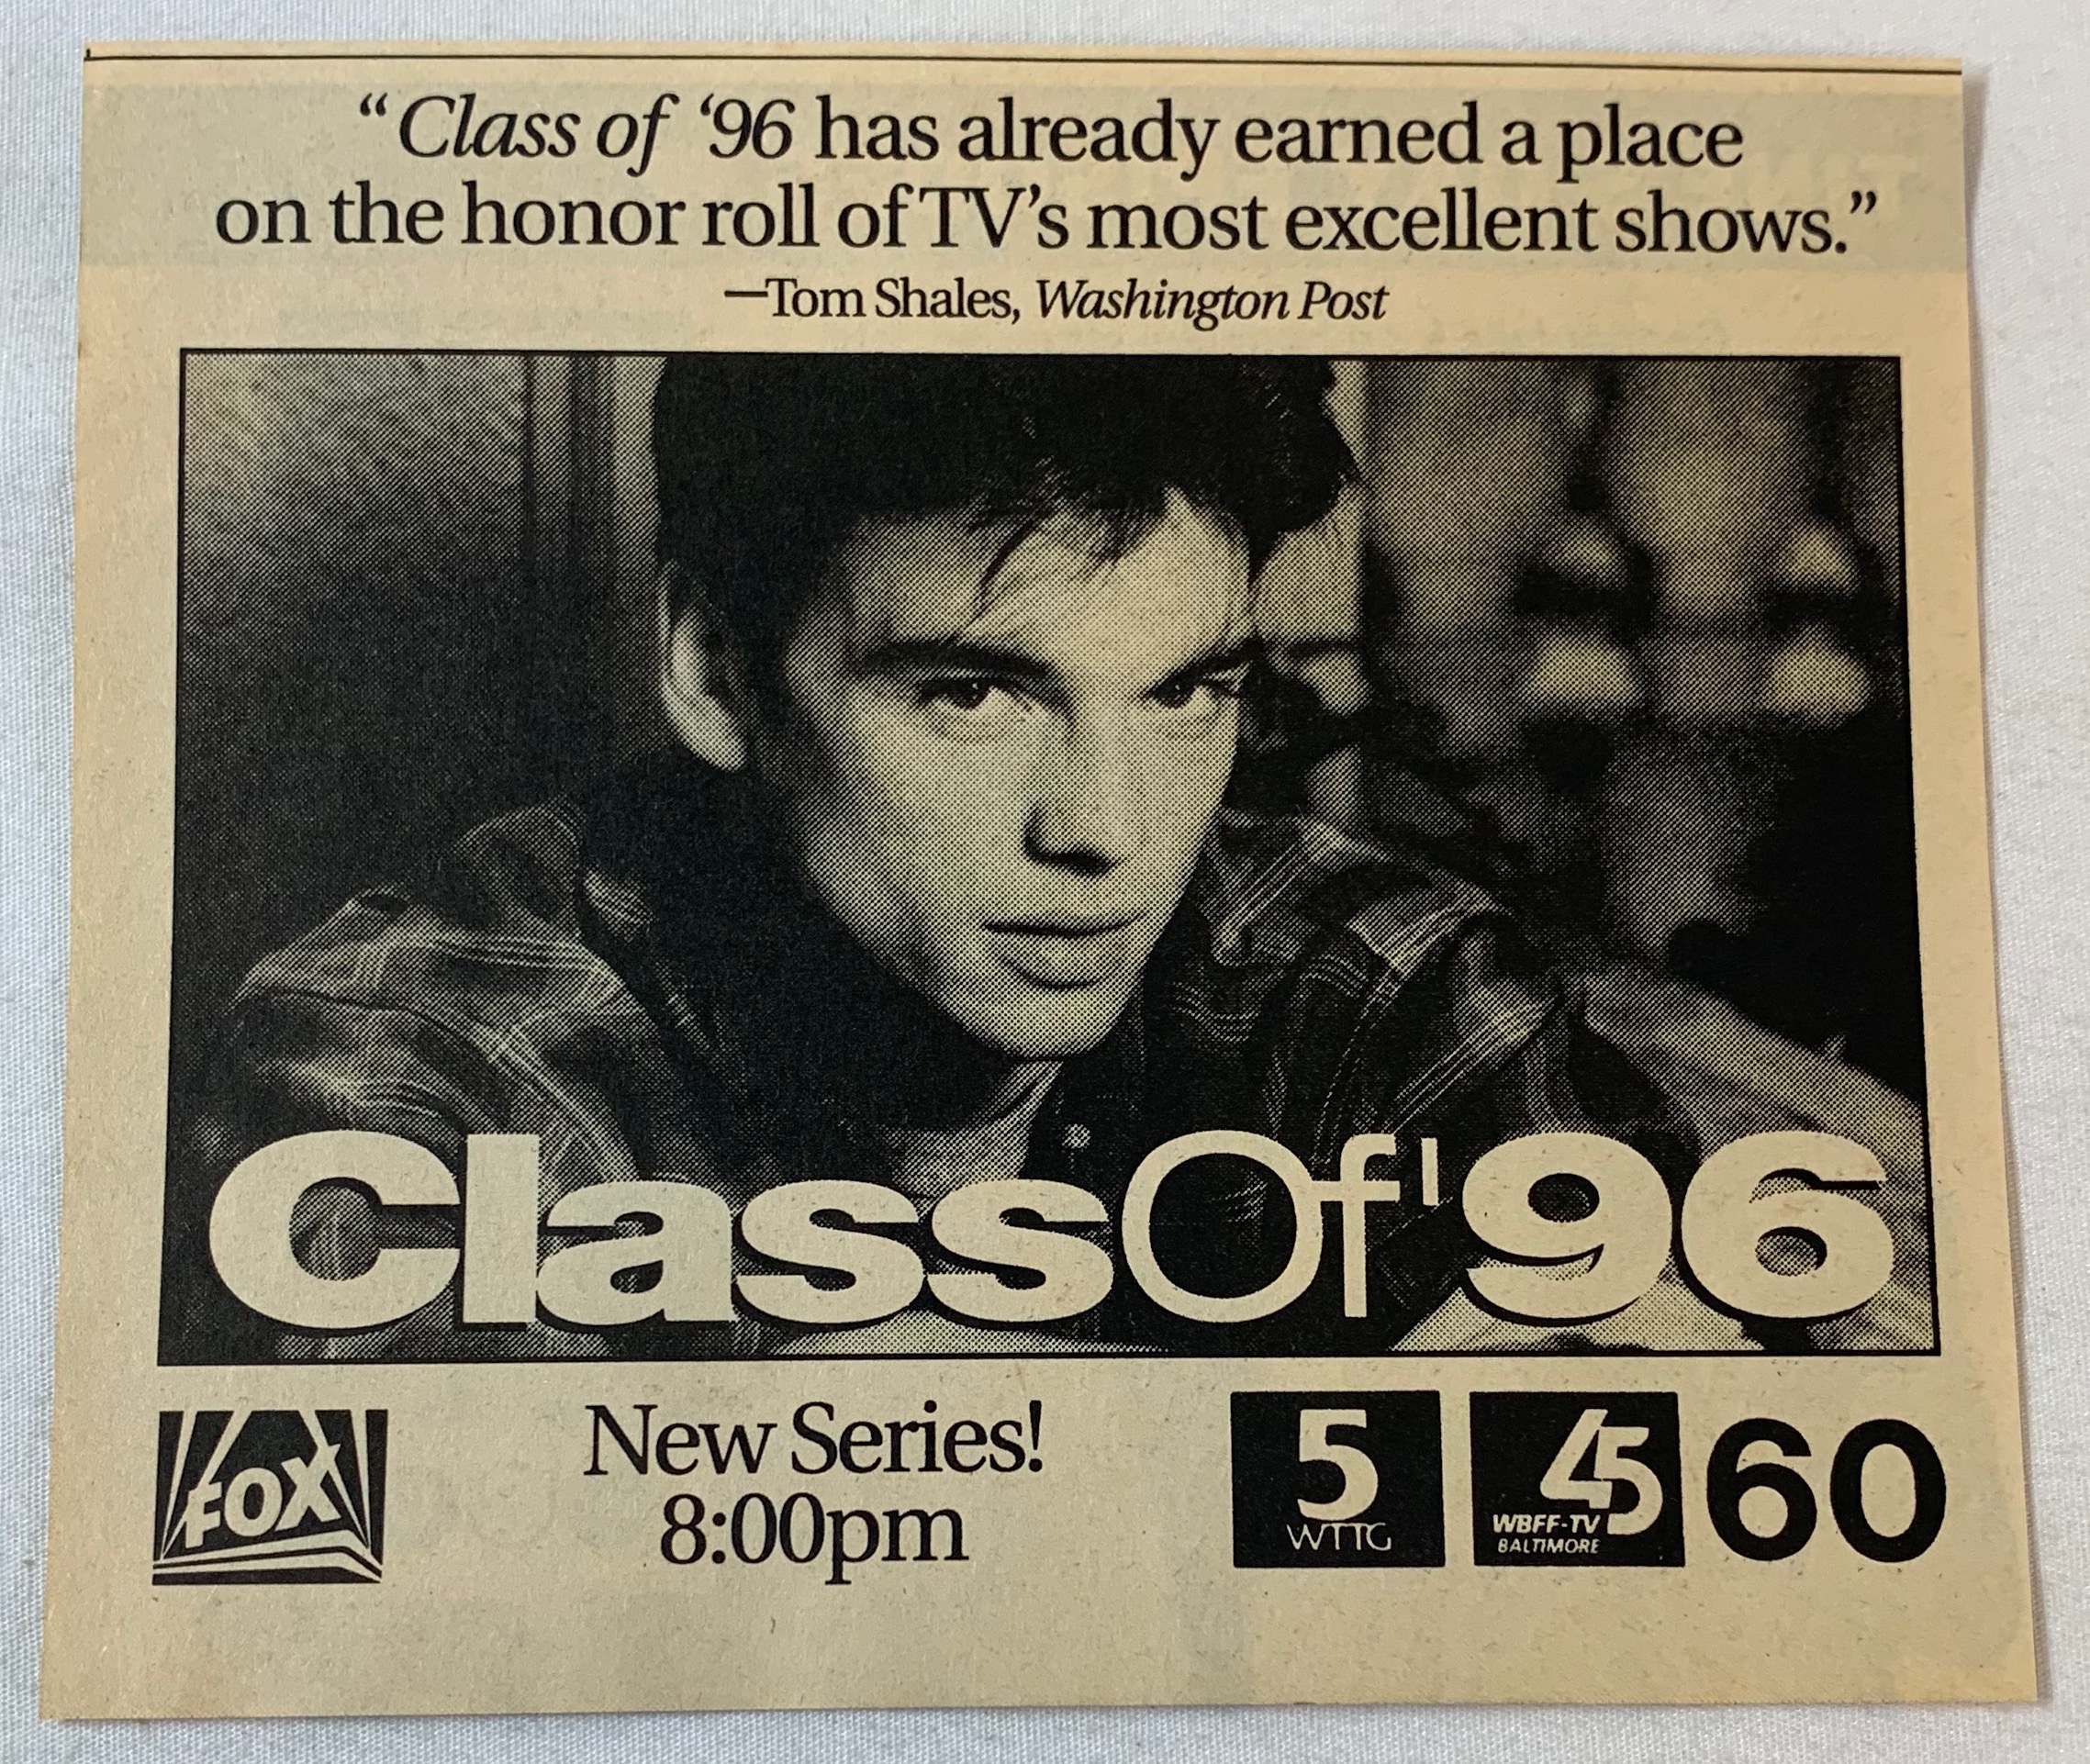 “Class of ‘96 has already earned a place
on the honor roll of TV’s most excellent shows.”
—Tom Shales, Washington Post
ClassOf'96
FOX
New Series!
8:00pm
5
WTTG
45
WBFF-TV
BALTIMORE
60